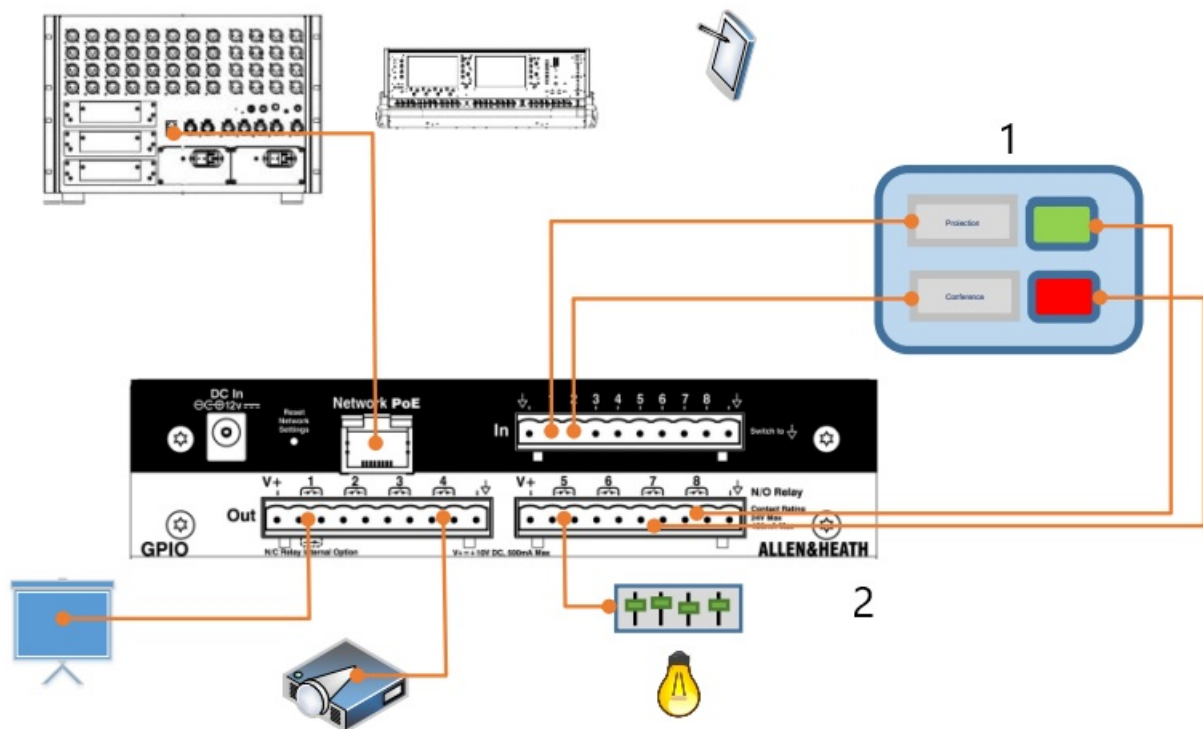 1
Projection
Conference
DC In
12v
Reset
Network
Settings
Network PoE
In
1 2 3 4 5 6 7 8
Switch to
V+ 1 2 3 4
Out
N/C Relay Internal Option
V+=+10V DC, 500mA Max
V+ 5 6 7 8
N/O Relay
Contact Rating
24V Max
GPIO
ALLEN&HEATH
2